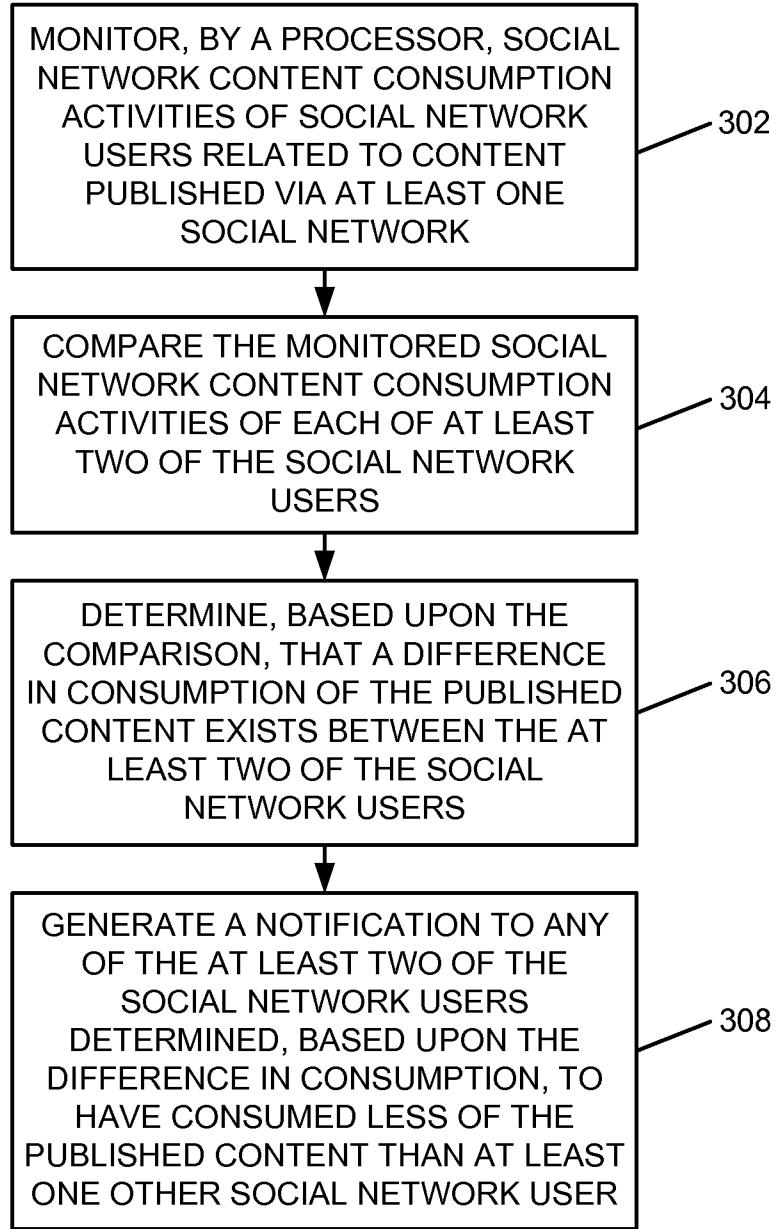 MONITOR, BY A PROCESSOR, SOCIAL
NETWORK CONTENT CONSUMPTION
ACTIVITIES OF SOCIAL NETWORK
USERS RELATED TO CONTENT
PUBLISHED VIA AT LEAST ONE
SOCIAL NETWORK
302
COMPARE THE MONITORED SOCIAL
NETWORK CONTENT CONSUMPTION
ACTIVITIES OF EACH OF AT LEAST
TWO OF THE SOCIAL NETWORK
USERS
304
DETERMINE, BASED UPON THE
COMPARISON, THAT A DIFFERENCE
IN CONSUMPTION OF THE PUBLISHED
CONTENT EXISTS BETWEEN THE AT
LEAST TWO OF THE SOCIAL
NETWORK USERS
306
GENERATE A NOTIFICATION TO ANY
OF THE AT LEAST TWO OF THE
SOCIAL NETWORK USERS
DETERMINED, BASED UPON THE
DIFFERENCE IN CONSUMPTION, TO
HAVE CONSUMED LESS OF THE
PUBLISHED CONTENT THAN AT LEAST
ONE OTHER SOCIAL NETWORK USER
308